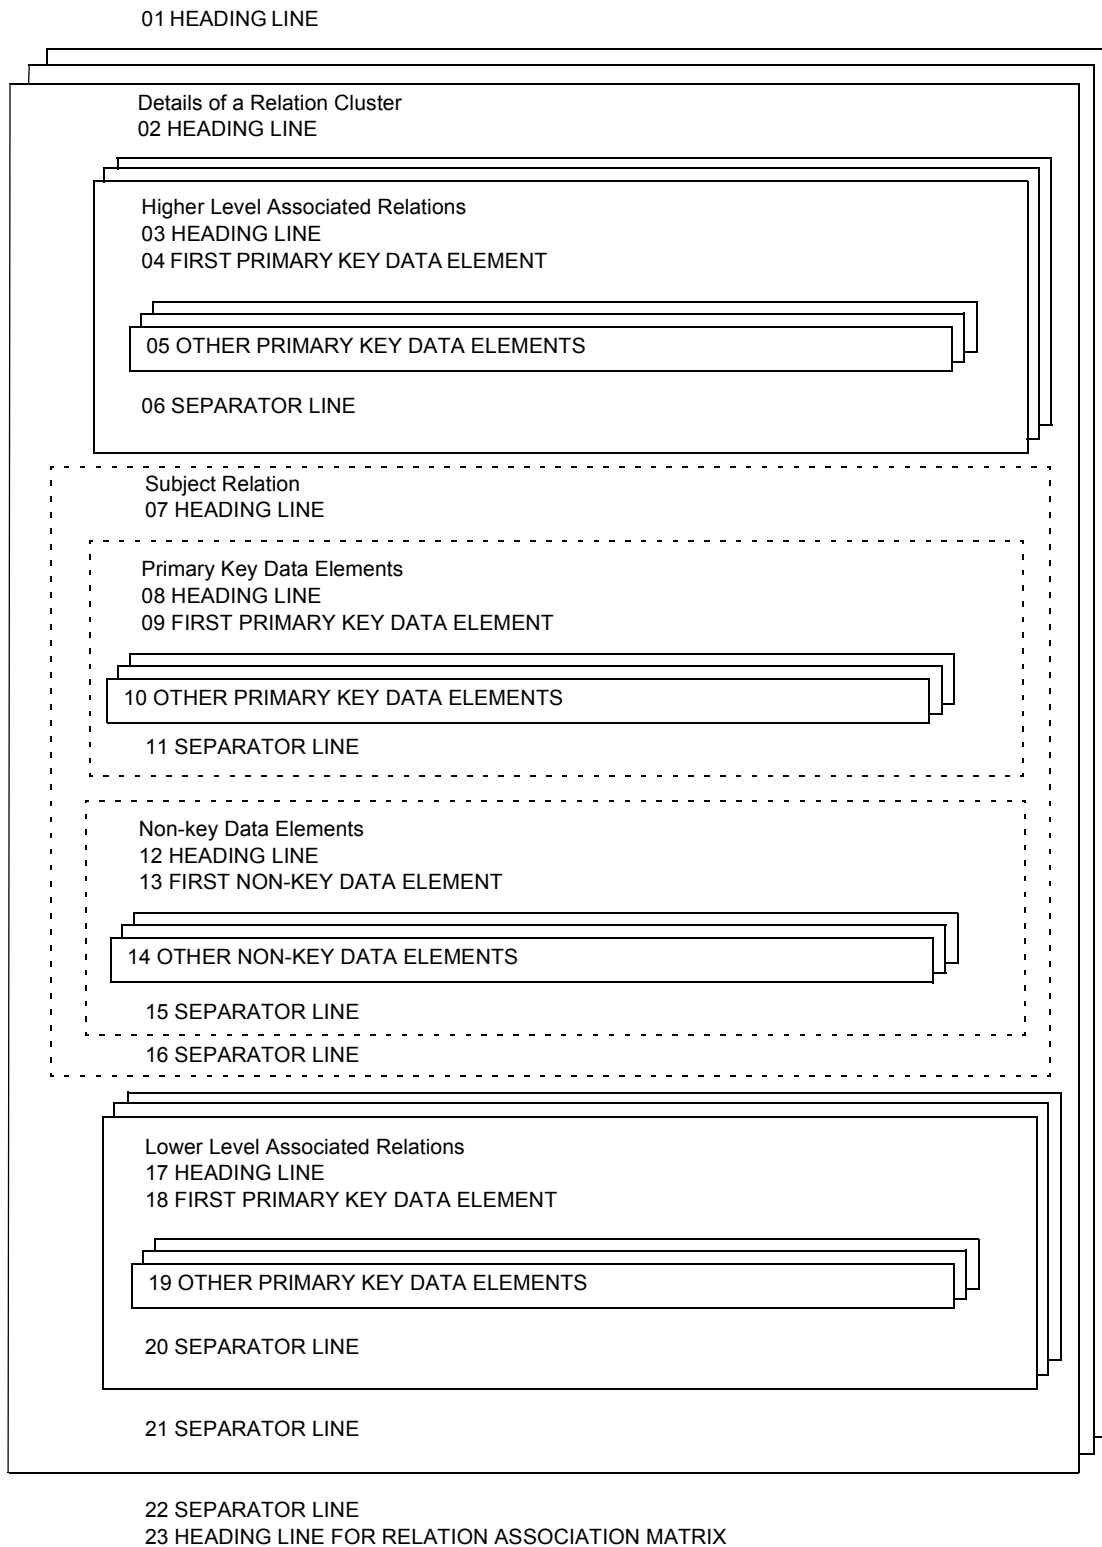 01 HEADING LINE
Details of a Relation Cluster
02 HEADING LINE
Higher Level Associated Relations
03 HEADING LINE
04 FIRST PRIMARY KEY DATA ELEMENT
05 OTHER PRIMARY KEY DATA ELEMENTS
06 SEPARATOR LINE
Subject Relation
07 HEADING LINE
Primary Key Data Elements
08 HEADING LINE
09 FIRST PRIMARY KEY DATA ELEMENT
10 OTHER PRIMARY KEY DATA ELEMENTS
11 SEPARATOR LINE
Non-key Data Elements
12 HEADING LINE
13 FIRST NON-KEY DATA ELEMENT
14 OTHER NON-KEY DATA ELEMENTS
15 SEPARATOR LINE
16 SEPARATOR LINE
Lower Level Associated Relations
17 HEADING LINE
18 FIRST PRIMARY KEY DATA ELEMENT
19 OTHER PRIMARY KEY DATA ELEMENTS
20 SEPARATOR LINE
21 SEPARATOR LINE
22 SEPARATOR LINE
23 HEADING LINE FOR RELATION ASSOCIATION MATRIX